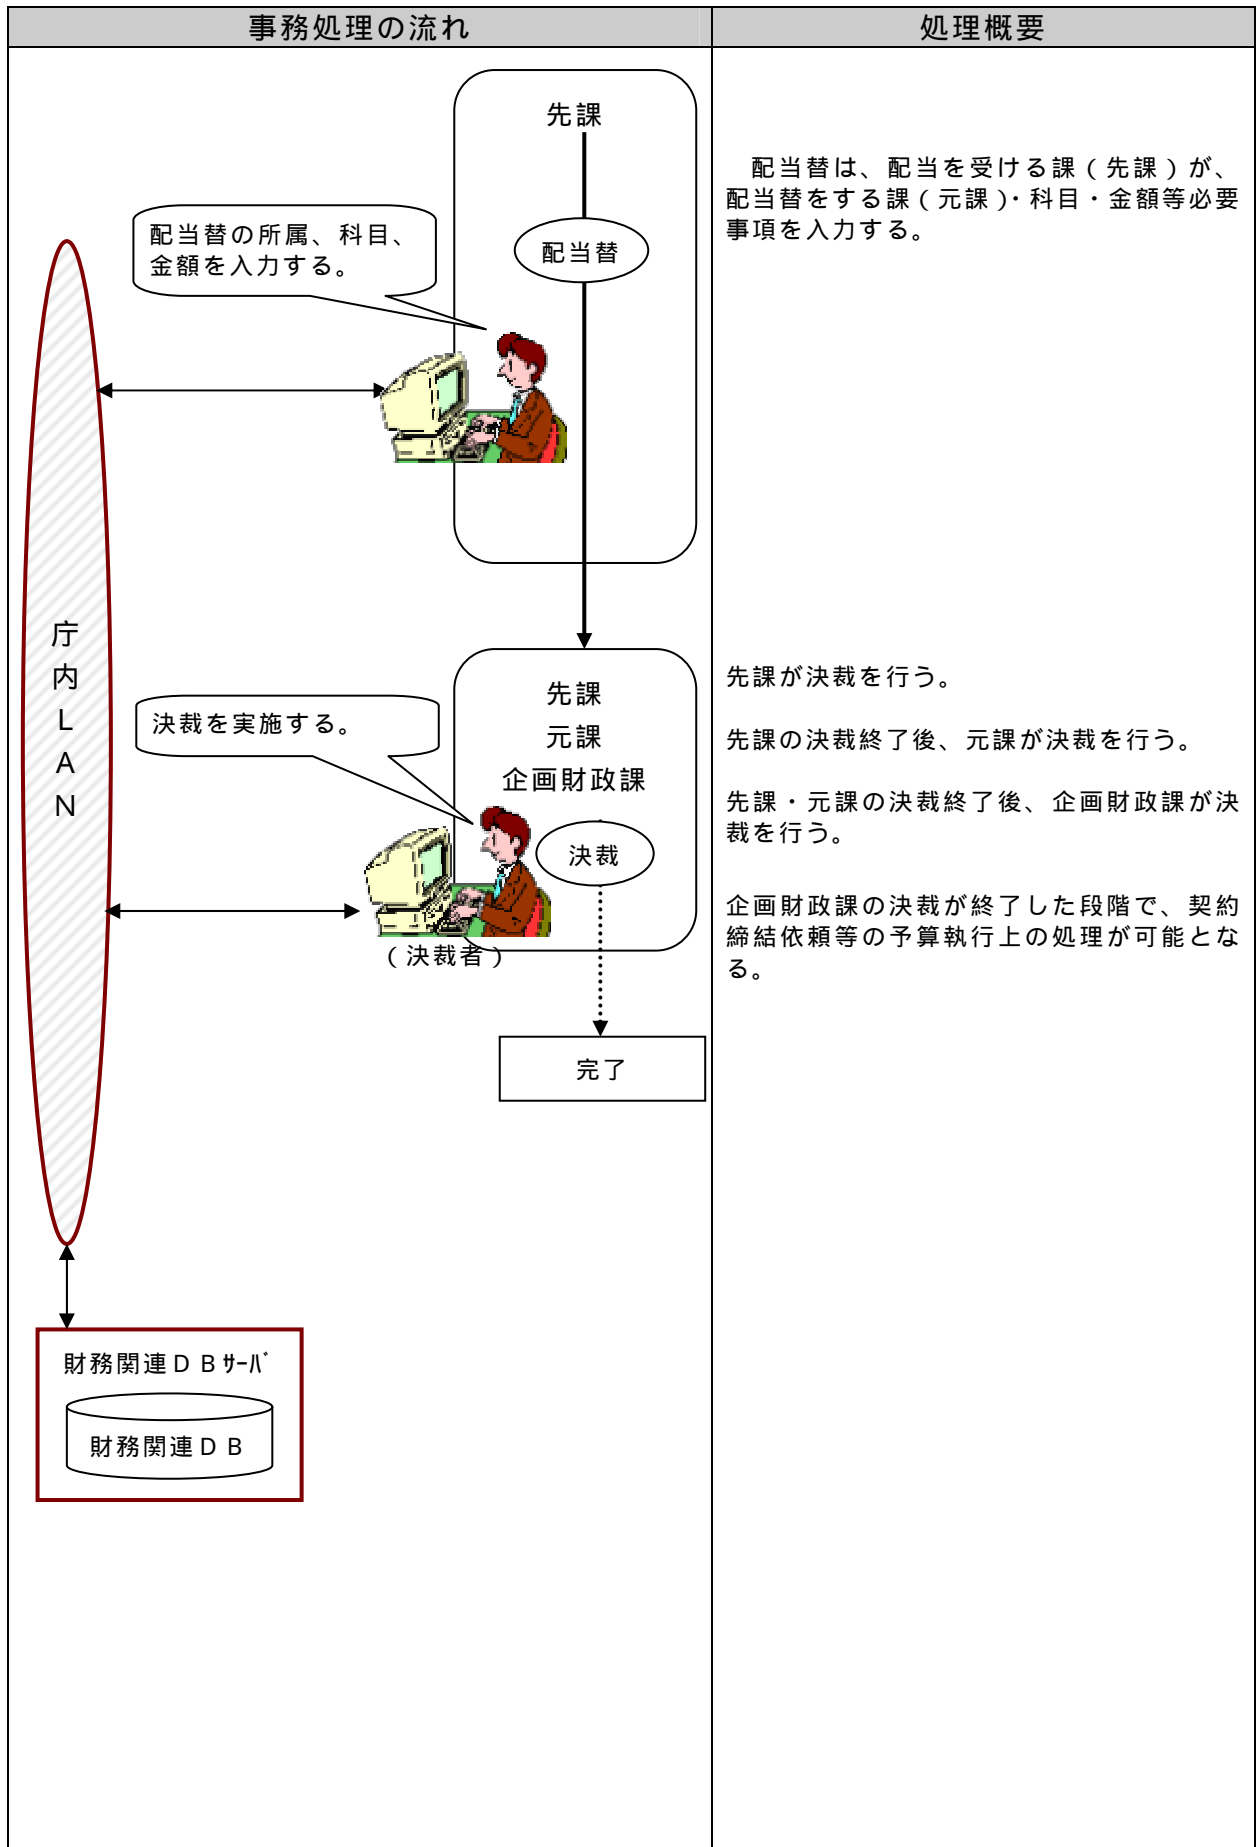 事務処理の流れ
処理概要
先課
配当替は、配当を受ける課（先課）が、
配当替をする課（元課）・科目・金額等必要
事項を入力する。
配当替の所属、科目、
金額を入力する。
配当替
庁
内
Ｌ
Ａ
Ｎ
先課
元課
企画財政課
決裁を実施する。
決裁
（決裁者）
先課が決裁を行う。
先課の決裁終了後、元課が決裁を行う。
先課・元課の決裁終了後、企画財政課が決
裁を行う。
企画財政課の決裁が終了した段階で、契約
締結依頼等の予算執行上の処理が可能とな
る。
完了
財務関連ＤＢｻｰﾊﾞ
財務関連ＤＢ